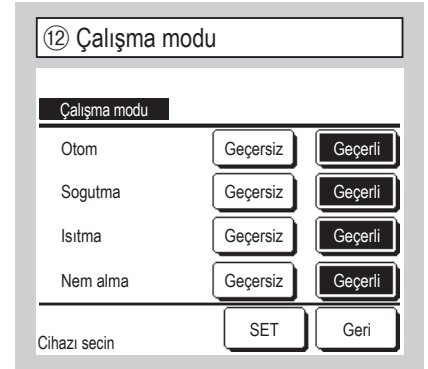 ⑫ Çalışma modu
Çalışma modu
Otom Geçersiz Geçerli
Sogutma Geçersiz Geçerli
Isıtma Geçersiz Geçerli
Nem alma Geçersiz Geçerli
Cihazı secin SET Geri